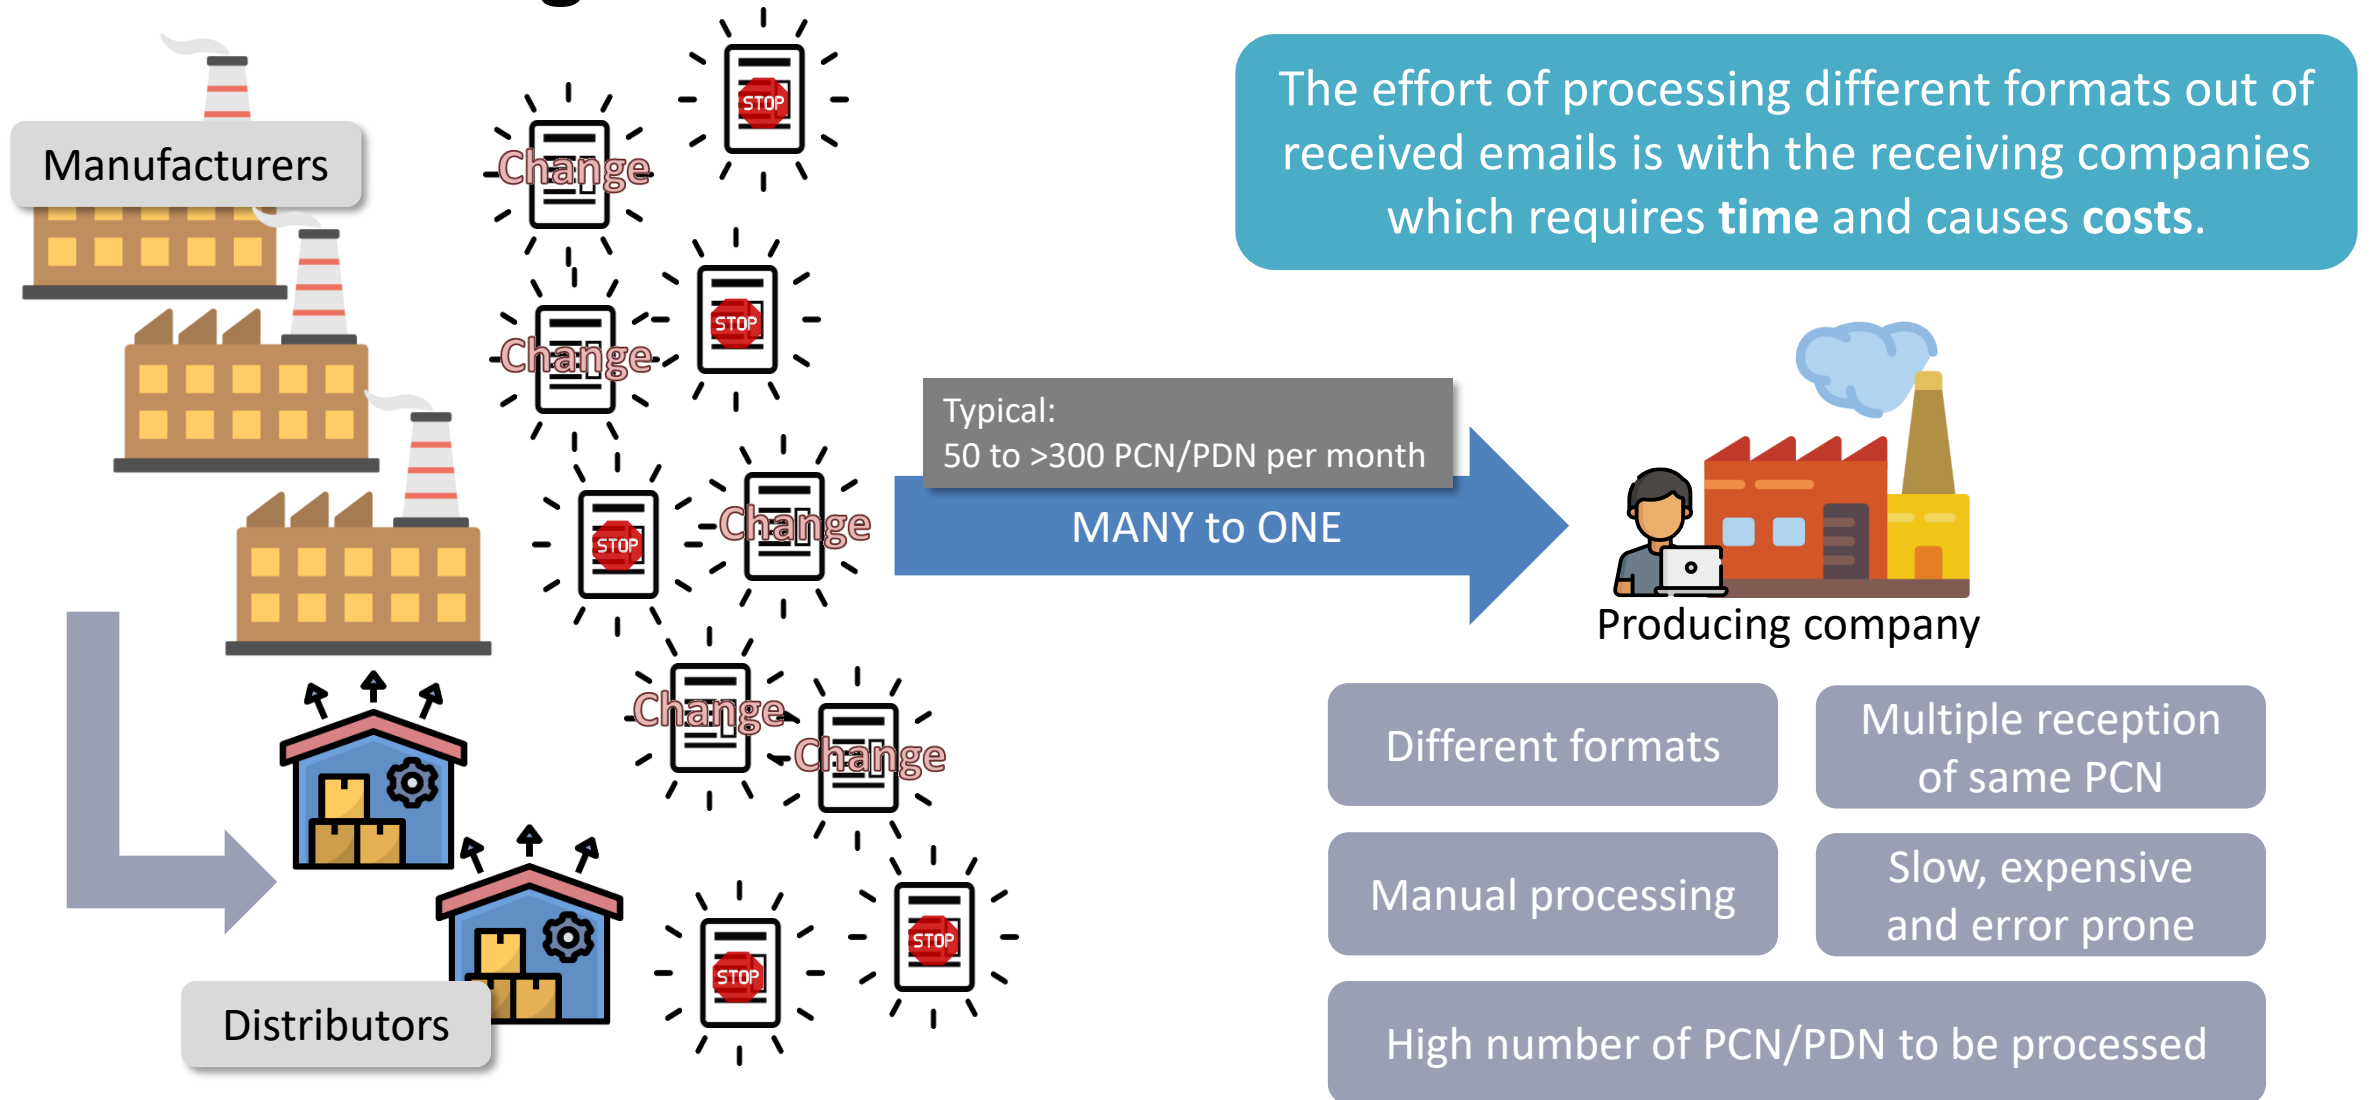 Manufacturers
STOP
Change
STOP
Change
STOP
Change
Change
Change
STOP
STOP
Distributors
The effort of processing different formats out of
received emails is with the receiving companies
which requires time and causes costs.
Typical:
50 to >300 PCN/PDN per month
MANY to ONE
Producing company
Different formats
Multiple reception
of same PCN
Manual processing
Slow, expensive
and error prone
High number of PCN/PDN to be processed